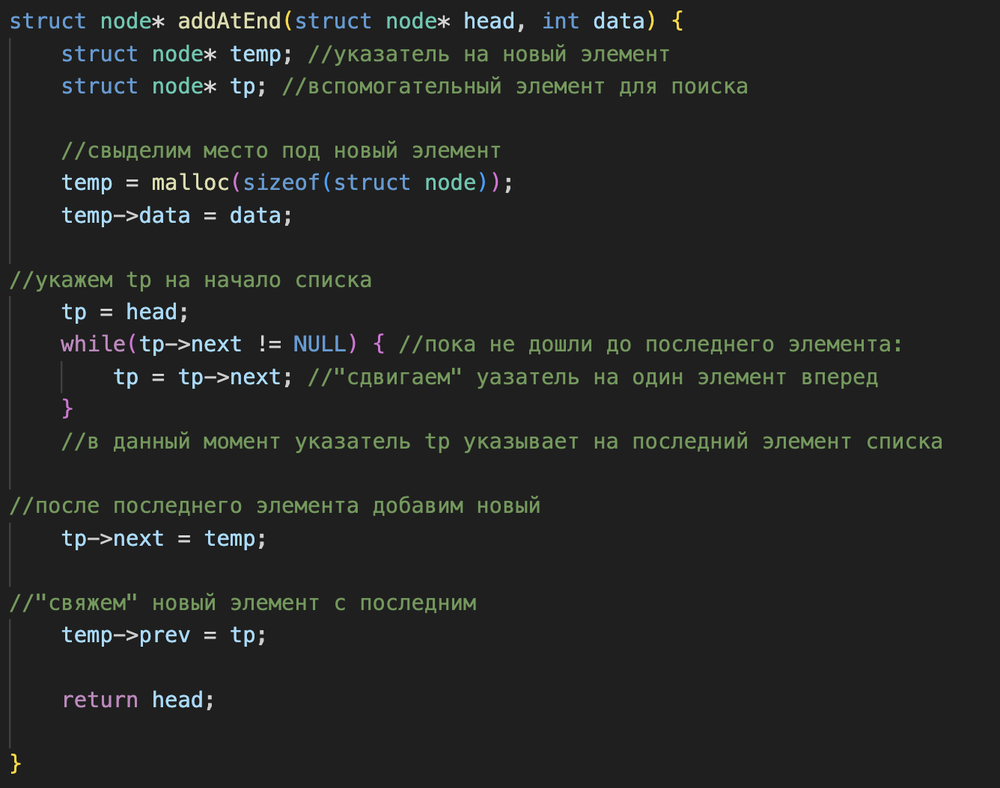 struct node* addAtEnd(struct node* head, int data) {
    struct node* temp; //указатель на новый элемент
    struct node* tp; //вспомогательный элемент для поиска

    //свыделим место под новый элемент
    temp = malloc(sizeof(struct node));
    temp->data = data;

//укажем tp на начало списка
    tp = head;
    while(tp->next != NULL) { //пока не дошли до последнего элемента:
        tp = tp->next; //"сдвигаем" уазатель на один элемент вперед
    }
    //в данный момент указатель tp указывает на последний элемент списка

//после последнего элемента добавим новый
    tp->next = temp;

//"свяжем" новый элемент с последним
    temp->prev = tp;

    return head;

}